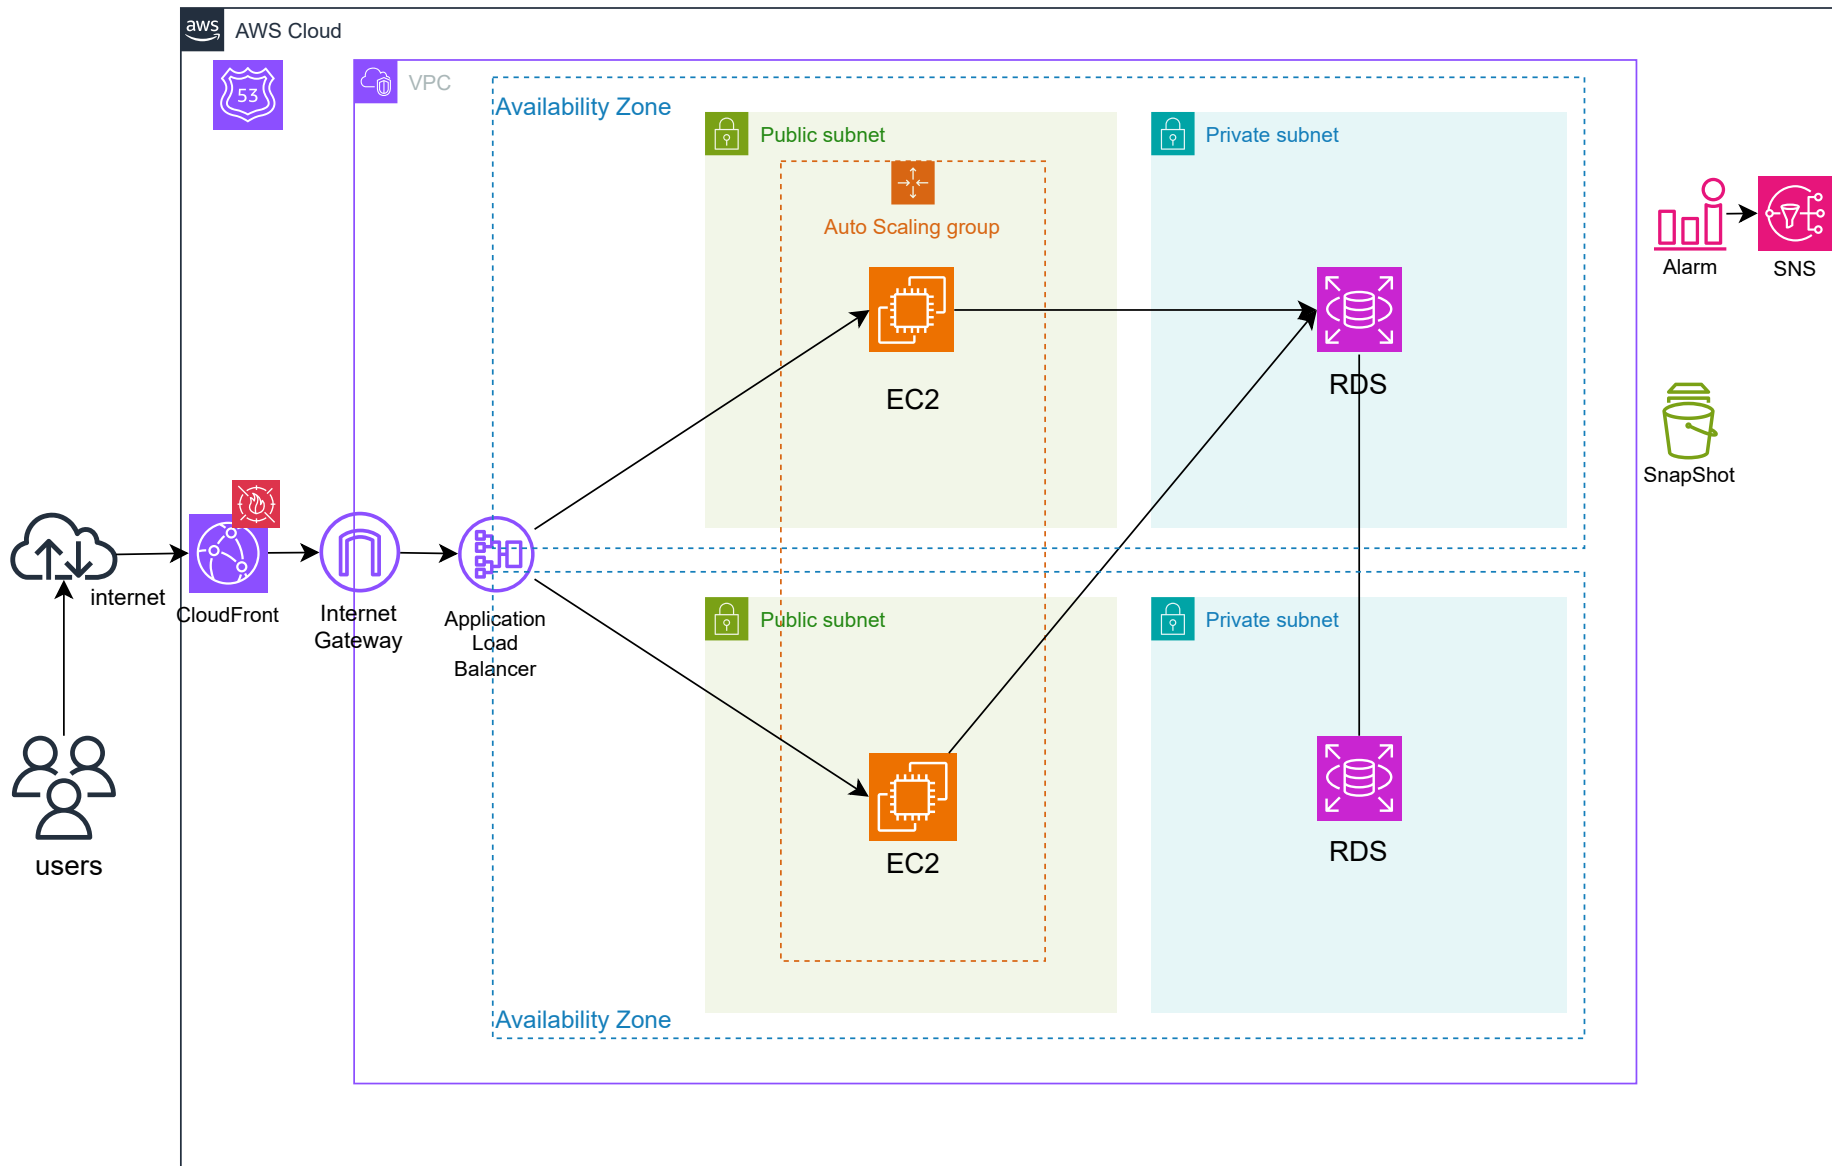 aws
AWS Cloud
53
VPC
Availability Zone
Public subnet
Private subnet
Auto Scaling group
Alarm
SNS
EC2
RDS
SnapShot
internet
CloudFront
Internet
Gateway
Application
Load
Balancer
Public subnet
Private subnet
users
EC2
RDS
Availability Zone